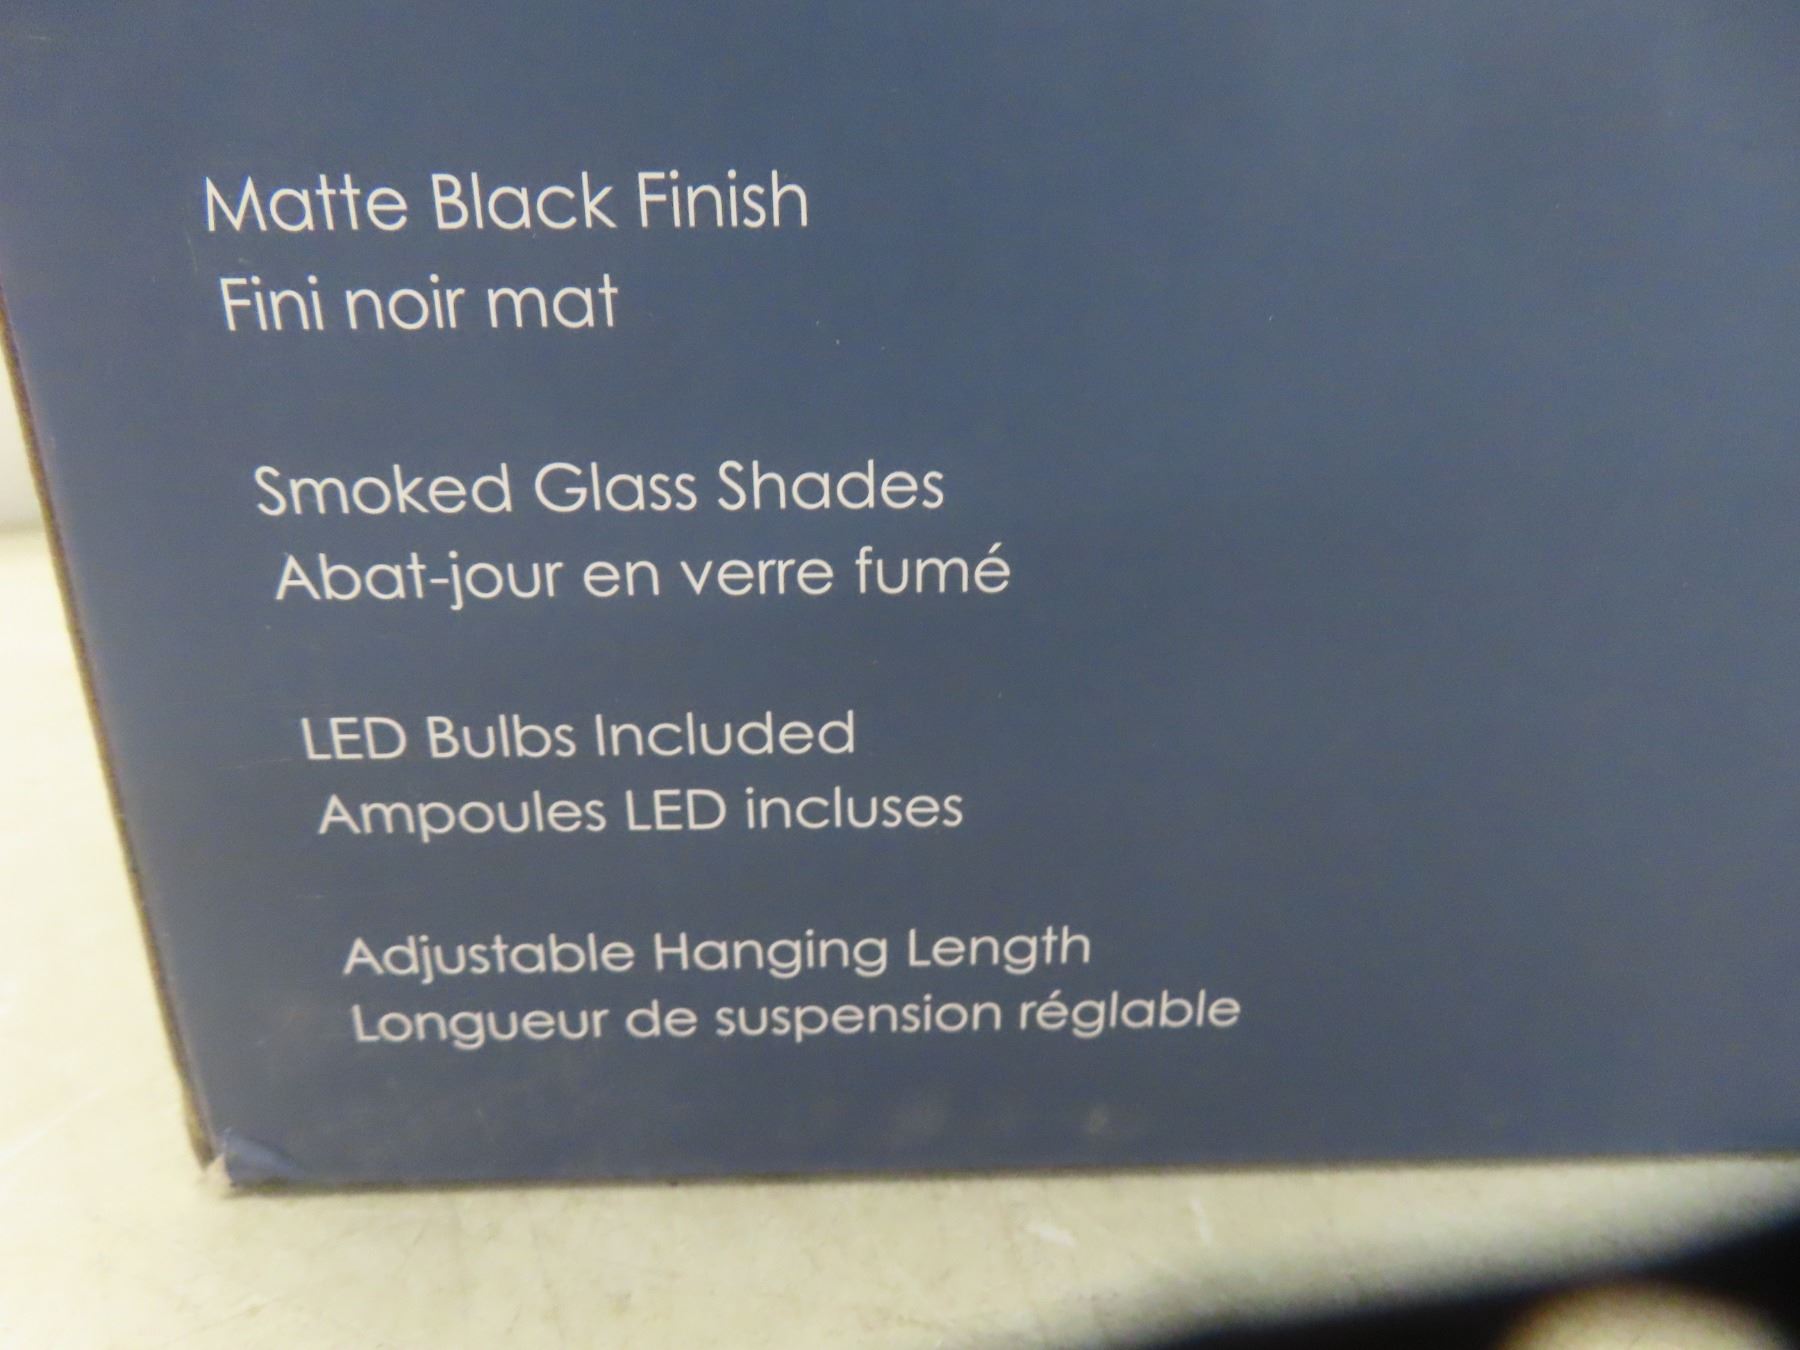 Matte Black Finish
Fini noir mat
Smoked Glass Shades
Abat-jour en verre fumé
LED Bulbs Included
Ampoules LED incluses
Adjustable Hanging Length
Longueur de suspension réglable